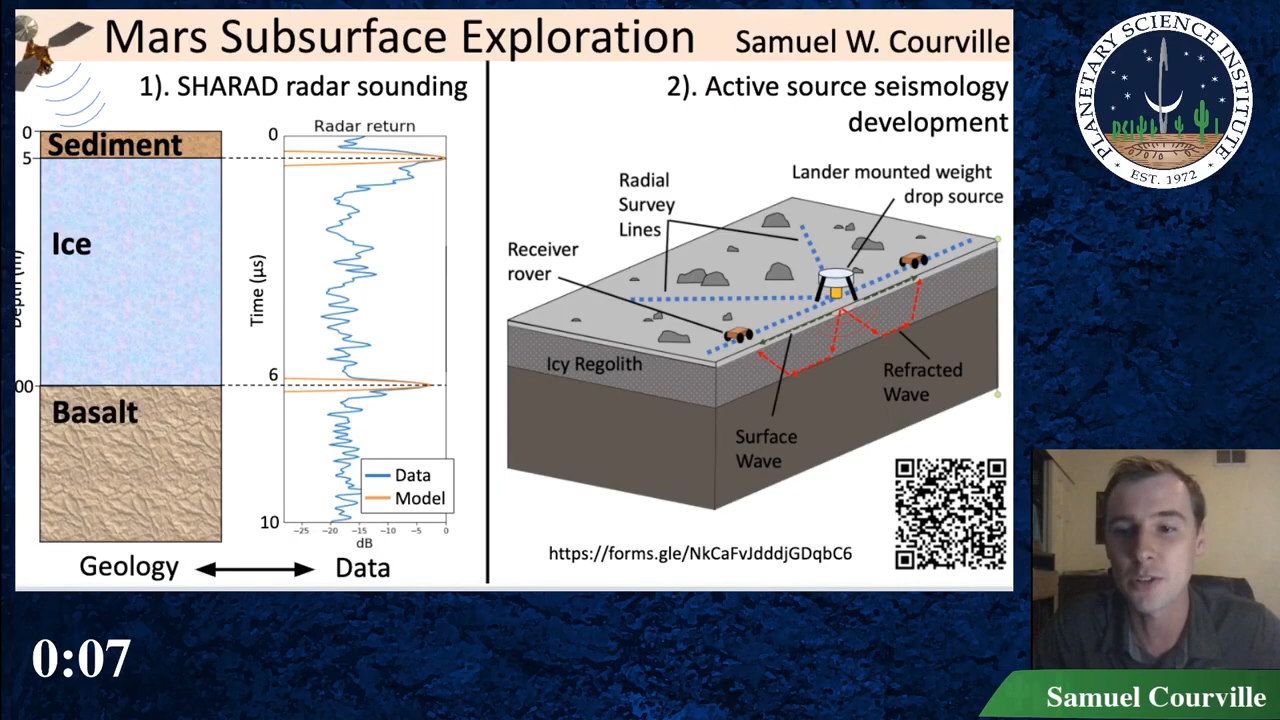 Mars Subsurface Exploration
Samuel W. Courville
1). SHARAD radar sounding
0
Sediment
5
Ice
Depth (m)
00
Basalt
Geology
Radar return
0
Time (μs)
6
10
Data
Model
-25 -20 -15 -10 -5 0
dB
Data
2). Active source seismology
development
Radial
Survey
Lines
Lander mounted weight
drop source
Receiver
rover
Icy Regolith
Refracted
Wave
Surface
Wave
https://forms.gle/NkCaFvJdddjGDqbC6
PLANETARY SCIENCE INSTITUTE
EST. 1972
0:07
Samuel Courville